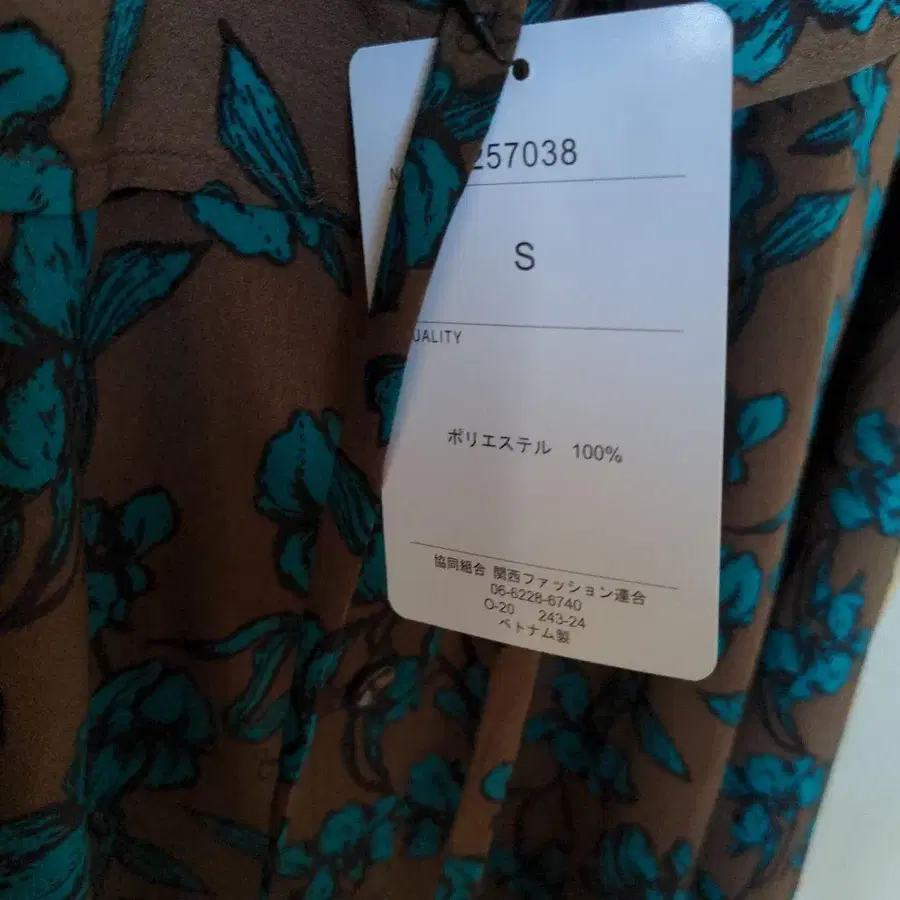 257038
S
UALITY
ポリエステル 100%
協同組合 関西ファッション連合
06-6228-6740
O-20 243-24
ベトナム製